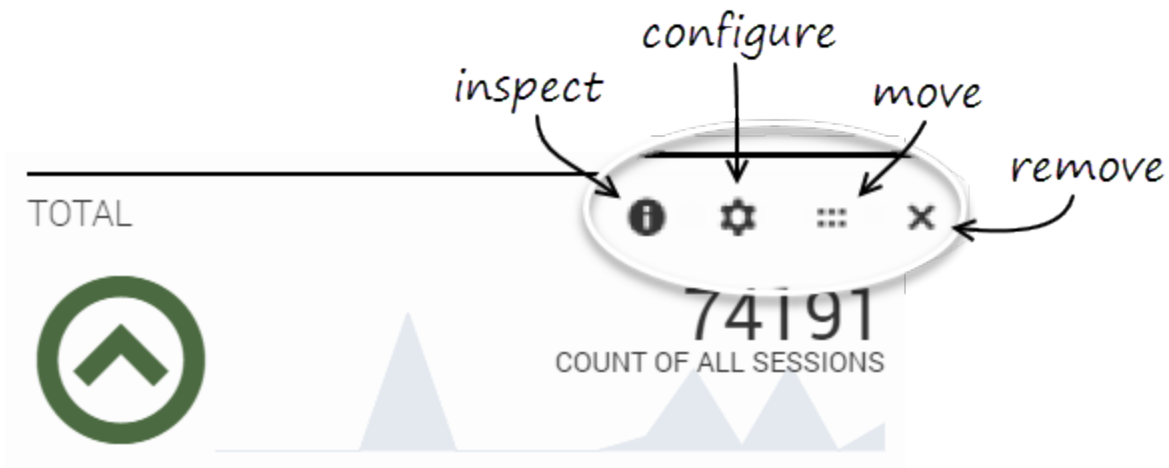 configure
inspect
move
remove
TOTAL
74191
COUNT OF ALL SESSIONS